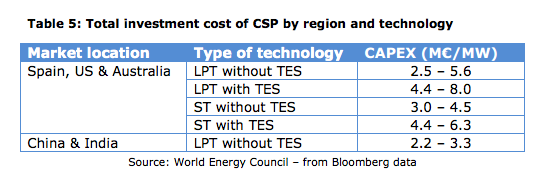 Table 5: Total investment cost of CSP by region and technology
Market location Type of technology CAPEX (M€/MW)
Spain, US & Australia LPT without TES 2.5 – 5.6
LPT with TES 4.4 – 8.0
ST without TES 3.0 – 4.5
ST with TES 4.4 – 6.3
China & India LPT without TES 2.2 – 3.3
Source: World Energy Council – from Bloomberg data